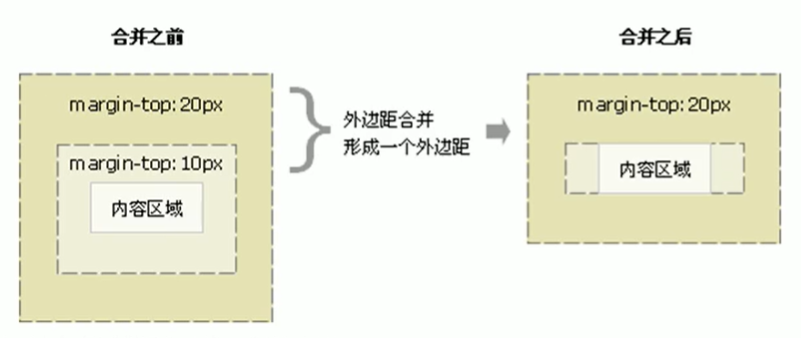 合并之前
合并之后
margin-top: 20px
margin-top: 10px
内容区域
外边距合并
形成一个外边距
margin-top: 20px
内容区域